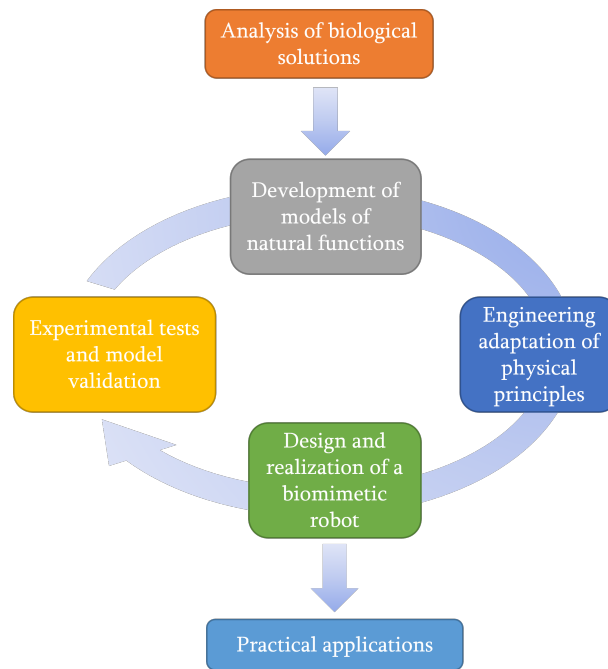 Analysis of biological
solutions
Development of
models of
natural functions
Engineering
adaptation of
physical
principles
Experimental tests
and model
validation
Design and
realization of a
biomimetic
robot
Practical applications